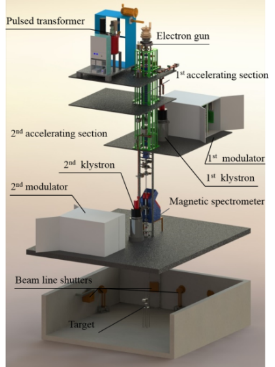 Pulsed transformer
Electron gun
1st accelerating section
2nd accelerating section
1st modulator
2nd klystron
1st klystron
2nd modulator
Magnetic spectrometer
Beam line shutters
Target